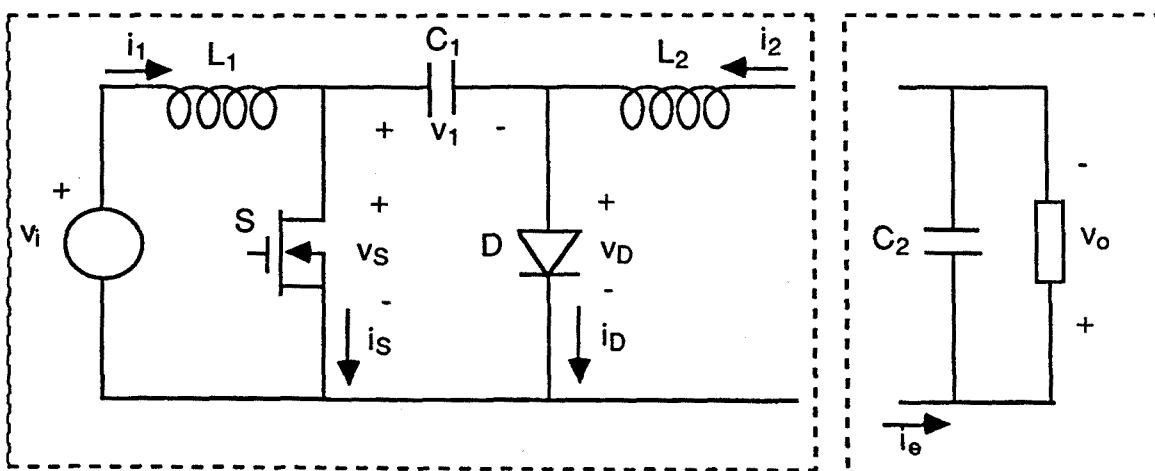 i1
L1
C1
L2
i2
+
v1
-
+
vi
S
+
vS
-
iS
D
+
vD
-
iD
C2
-
vo
+
ie